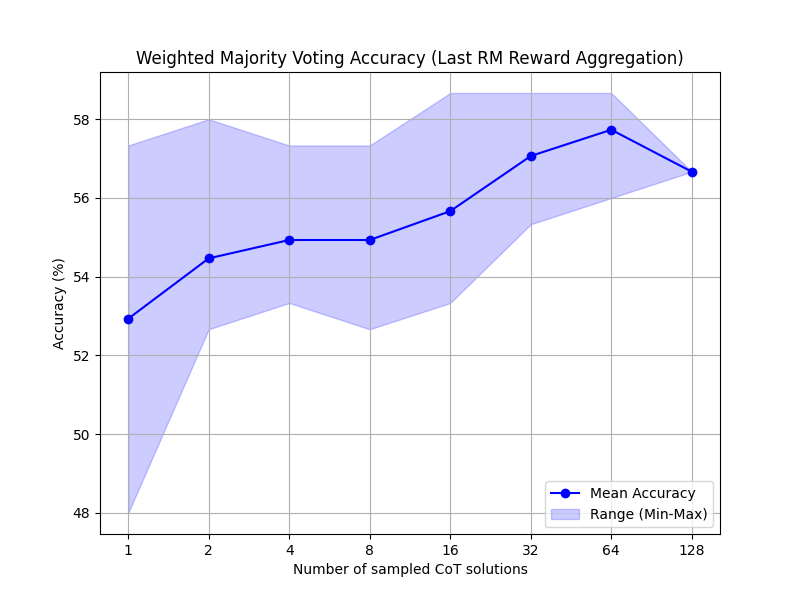 Weighted Majority Voting Accuracy (Last RM Reward Aggregation)
Accuracy (%)
58
56
54
52
50
48
Mean Accuracy
Range (Min-Max)
1 2 4 8 16 32 64 128
Number of sampled CoT solutions